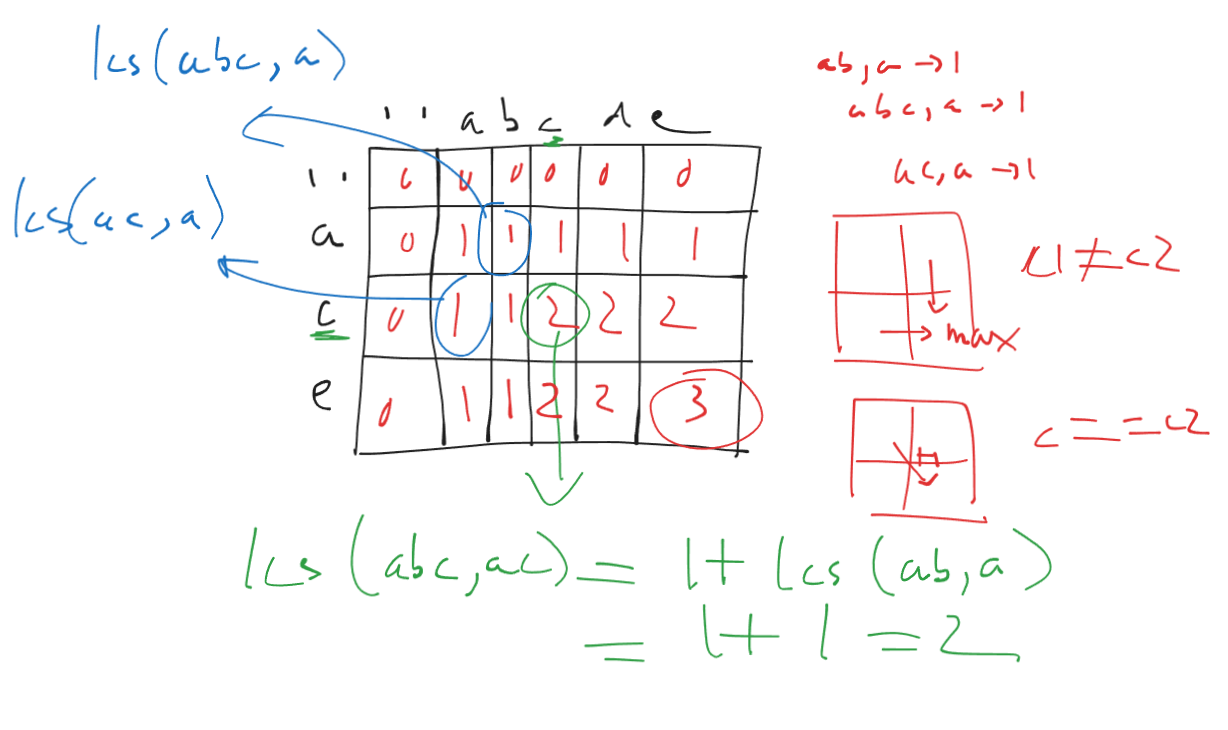 lcs(abc,a)
ab,a→1
abc,a→1
ac,a→1
lcs(ac,a)
'' a b c d e
'' 0 0 0 0 0 0
a 0 1 1 1 1 1
c 0 1 1 2 2 2
e 0 1 1 2 2 3
c1≠c2
max
c==c2
+1
lcs(abc,ac)=1+lcs(ab,a)
=1+1=2